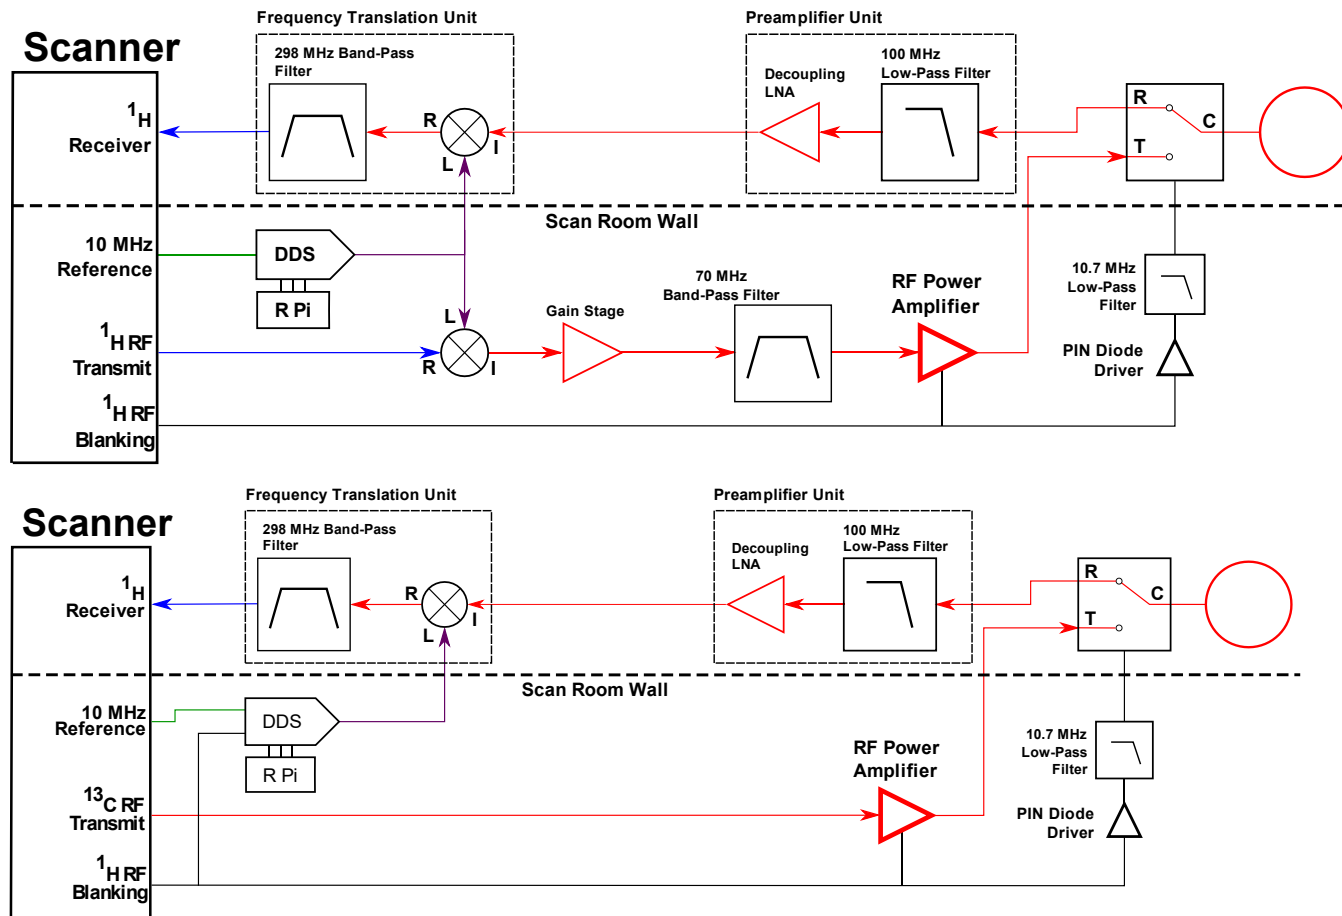 Frequency Translation Unit
Preamplifier Unit
Scanner
298 MHz Band-Pass
Filter
Decoupling
LNA
100 MHz
Low-Pass Filter
1H
Receiver
R
I
L
R
C
T
Scan Room Wall
10 MHz
Reference
DDS
R Pi
70 MHz
Band-Pass Filter
RF Power
Amplifier
10.7 MHz
Low-Pass
Filter
Gain Stage
L
R
I
1H RF
Transmit
PIN Diode
Driver
1H RF
Blanking
Frequency Translation Unit
Preamplifier Unit
Scanner
298 MHz Band-Pass
Filter
Decoupling
LNA
100 MHz
Low-Pass Filter
1H
Receiver
R
I
L
R
C
T
Scan Room Wall
10 MHz
Reference
DDS
R Pi
RF Power
Amplifier
10.7 MHz
Low-Pass
Filter
13C RF
Transmit
PIN Diode
Driver
1H RF
Blanking